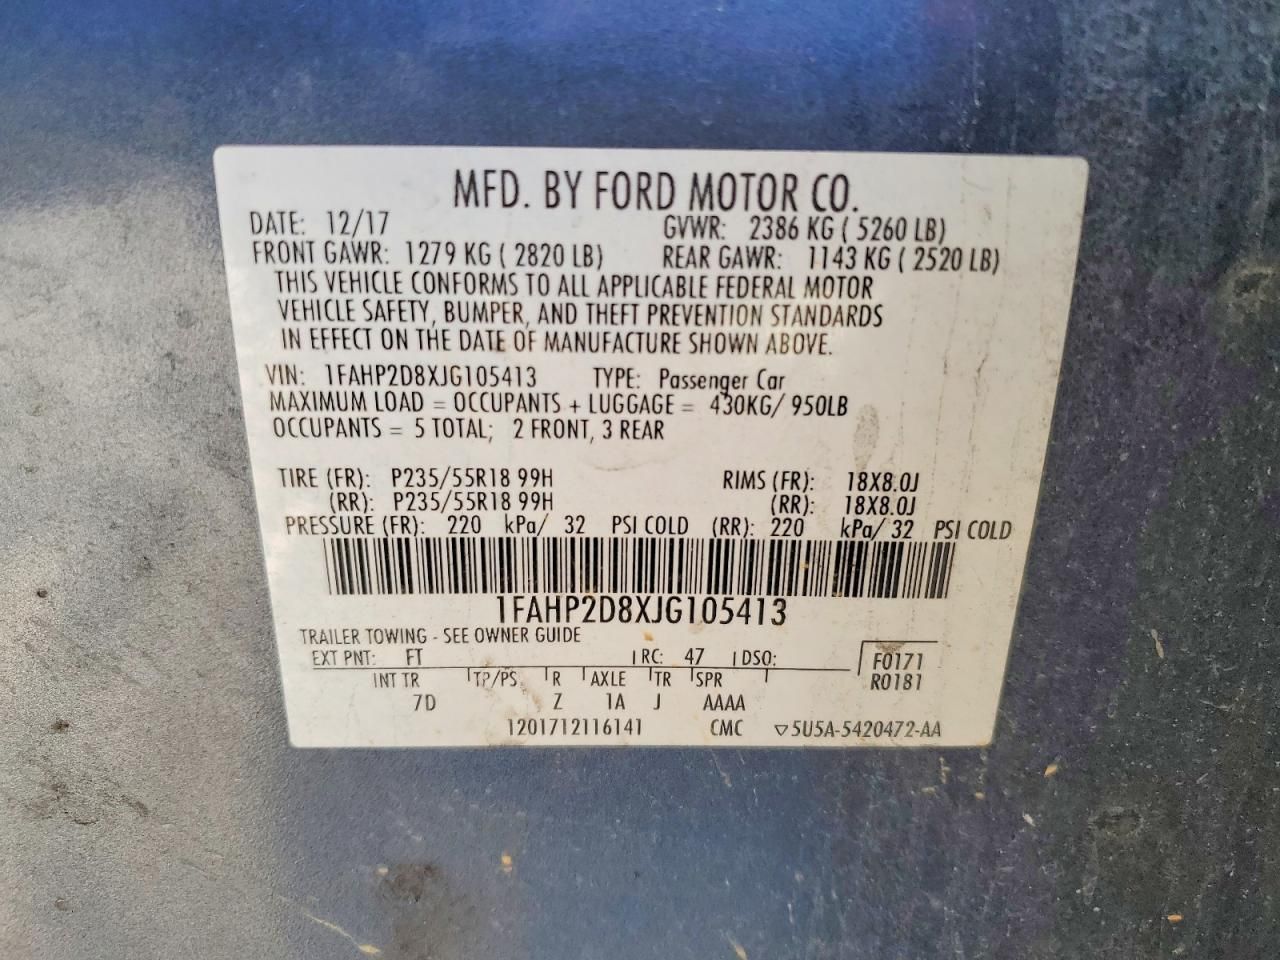 MFD. BY FORD MOTOR CO.
DATE: 12/17 GVWR: 2386 KG ( 5260 LB)
FRONT GAWR: 1279 KG ( 2820 LB) REAR GAWR: 1143 KG ( 2520 LB)
THIS VEHICLE CONFORMS TO ALL APPLICABLE FEDERAL MOTOR
VEHICLE SAFETY, BUMPER, AND THEFT PREVENTION STANDARDS
IN EFFECT ON THE DATE OF MANUFACTURE SHOWN ABOVE.
VIN: 1FAHP2D8XJG105413 TYPE: Passenger Car
MAXIMUM LOAD = OCCUPANTS + LUGGAGE = 430KG/ 950LB
OCCUPANTS = 5 TOTAL; 2 FRONT, 3 REAR
TIRE (FR): P235/55R18 99H RIMS (FR): 18X8.0J
(RR): P235/55R18 99H (RR): 18X8.0J
PRESSURE (FR): 220 kPa/ 32 PSI COLD (RR): 220 kPa/ 32 PSI COLD
1FAHP2D8XJG105413
TRAILER TOWING - SEE OWNER GUIDE
EXT PNT: FT RC: 47 DSO: F0171
INT TR TP/PS R AXLE TR SPR R0181
7D Z 1A J AAAA
1201712116141 CMC ▽5U5A-5420472-AA